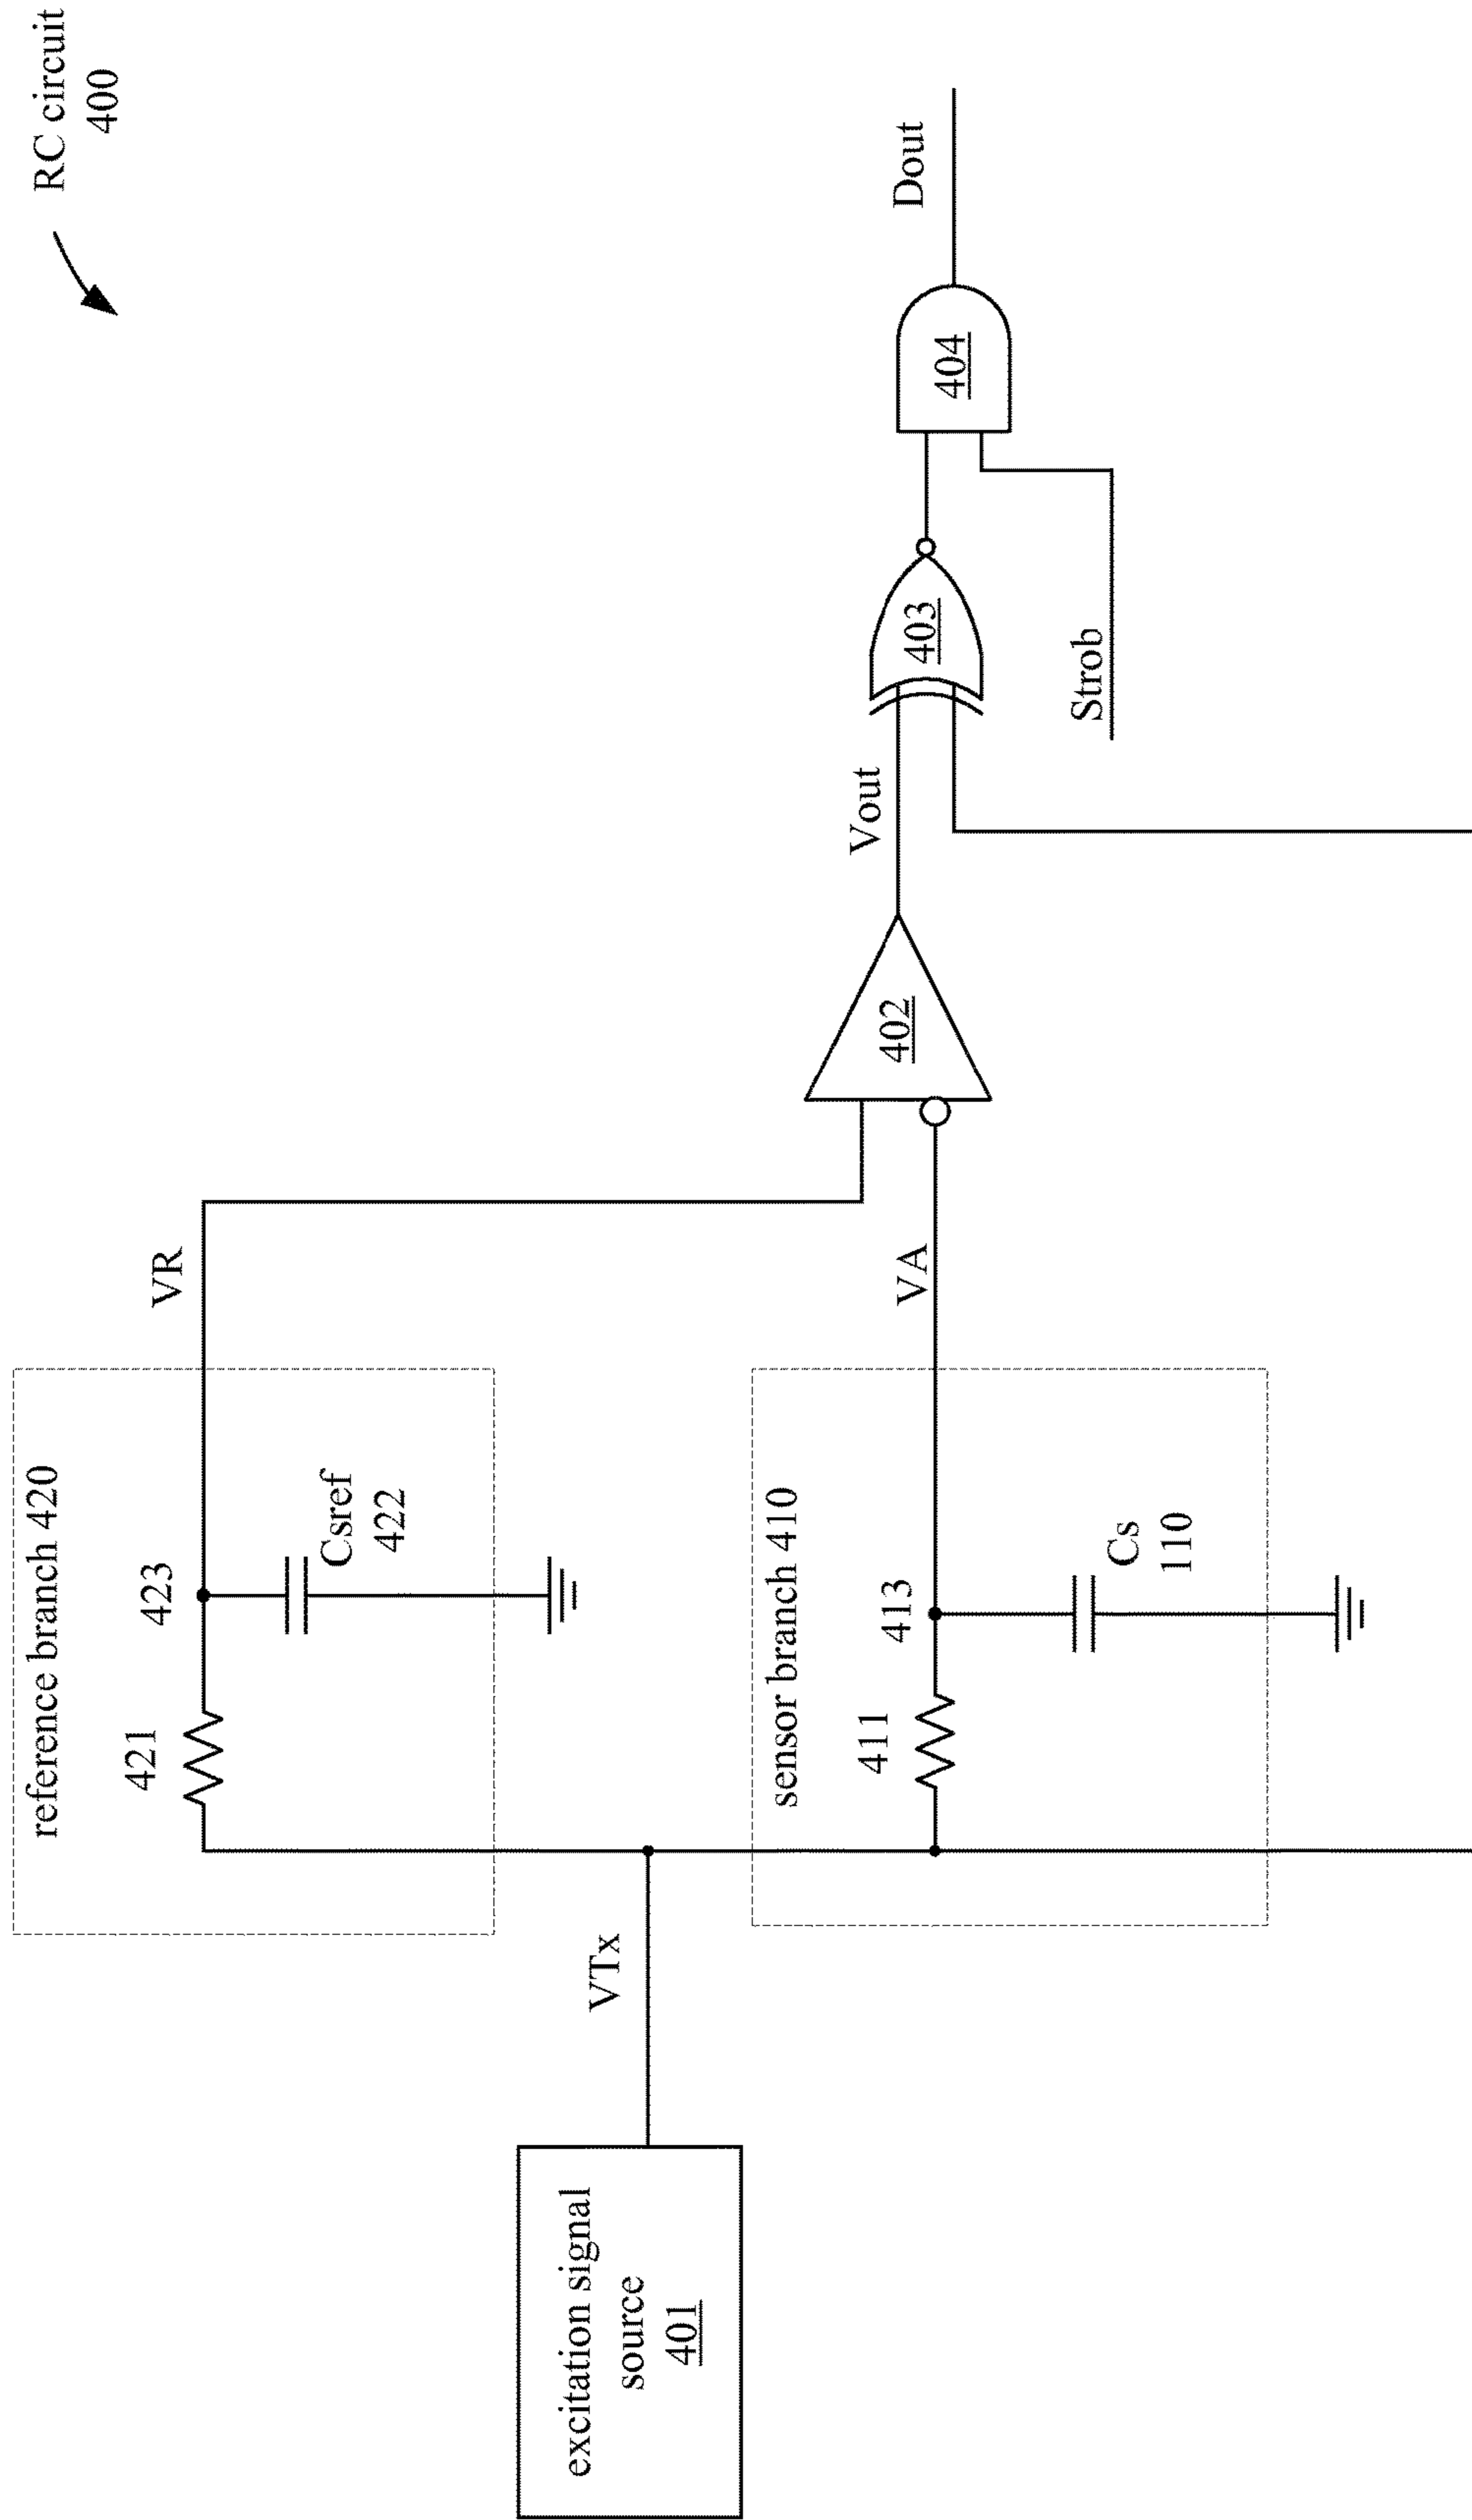 RC circuit
400
reference branch 420
421
423
Csref
422
VR
excitation signal
source
401
VTx
sensor branch 410
411
413
Cs
110
VA
402
Vout
403
Strob
404
Dout